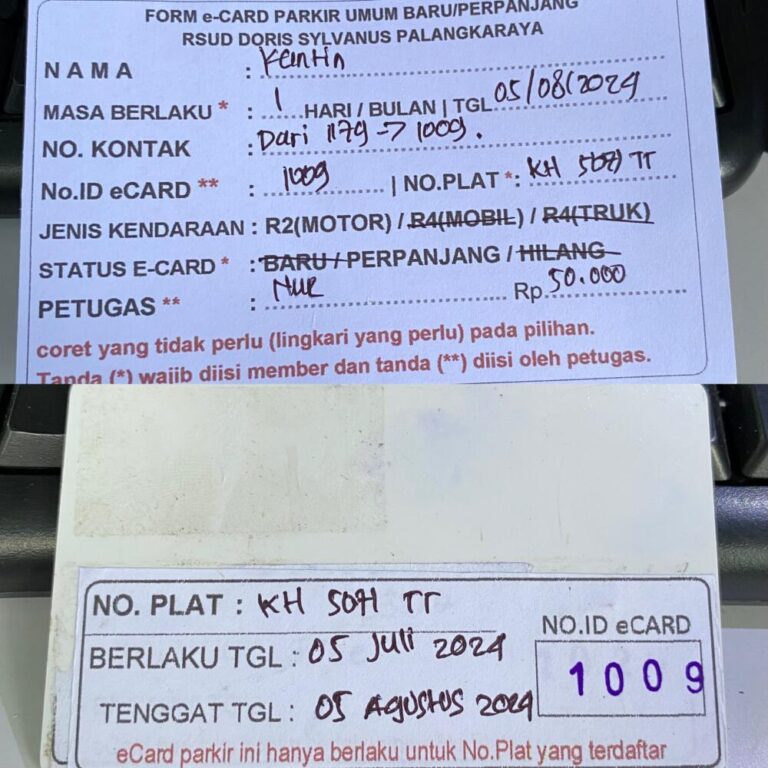 FORM e-CARD PARKIR UMUM BARU/PERPANJANG
RSUD DORIS SYLVANUS PALANGKARAYA
NAMA : Kentin
MASA BERLAKU * : 1 HARI / BULAN | TGL 05/08/2024
NO. KONTAK : Dari 1179 -> 1009.
No.ID eCARD ** : 1009 | NO.PLAT *: KH 5091 TT
JENIS KENDARAAN : R2(MOTOR) / R4(MOBIL) / R4(TRUK)
STATUS E-CARD * : BARU / PERPANJANG / HILANG
PETUGAS ** : NUR Rp 50.000
coret yang tidak perlu (lingkari yang perlu) pada pilihan.
Tanda (*) wajib diisi member dan tanda (**) diisi oleh petugas.
NO. PLAT : KH 5091 TT
BERLAKU TGL : 05 Juli 2024
NO.ID eCARD
1009
TENGGAT TGL : 05 AGUSTUS 2024
eCard parkir ini hanya berlaku untuk No.Plat yang terdaftar